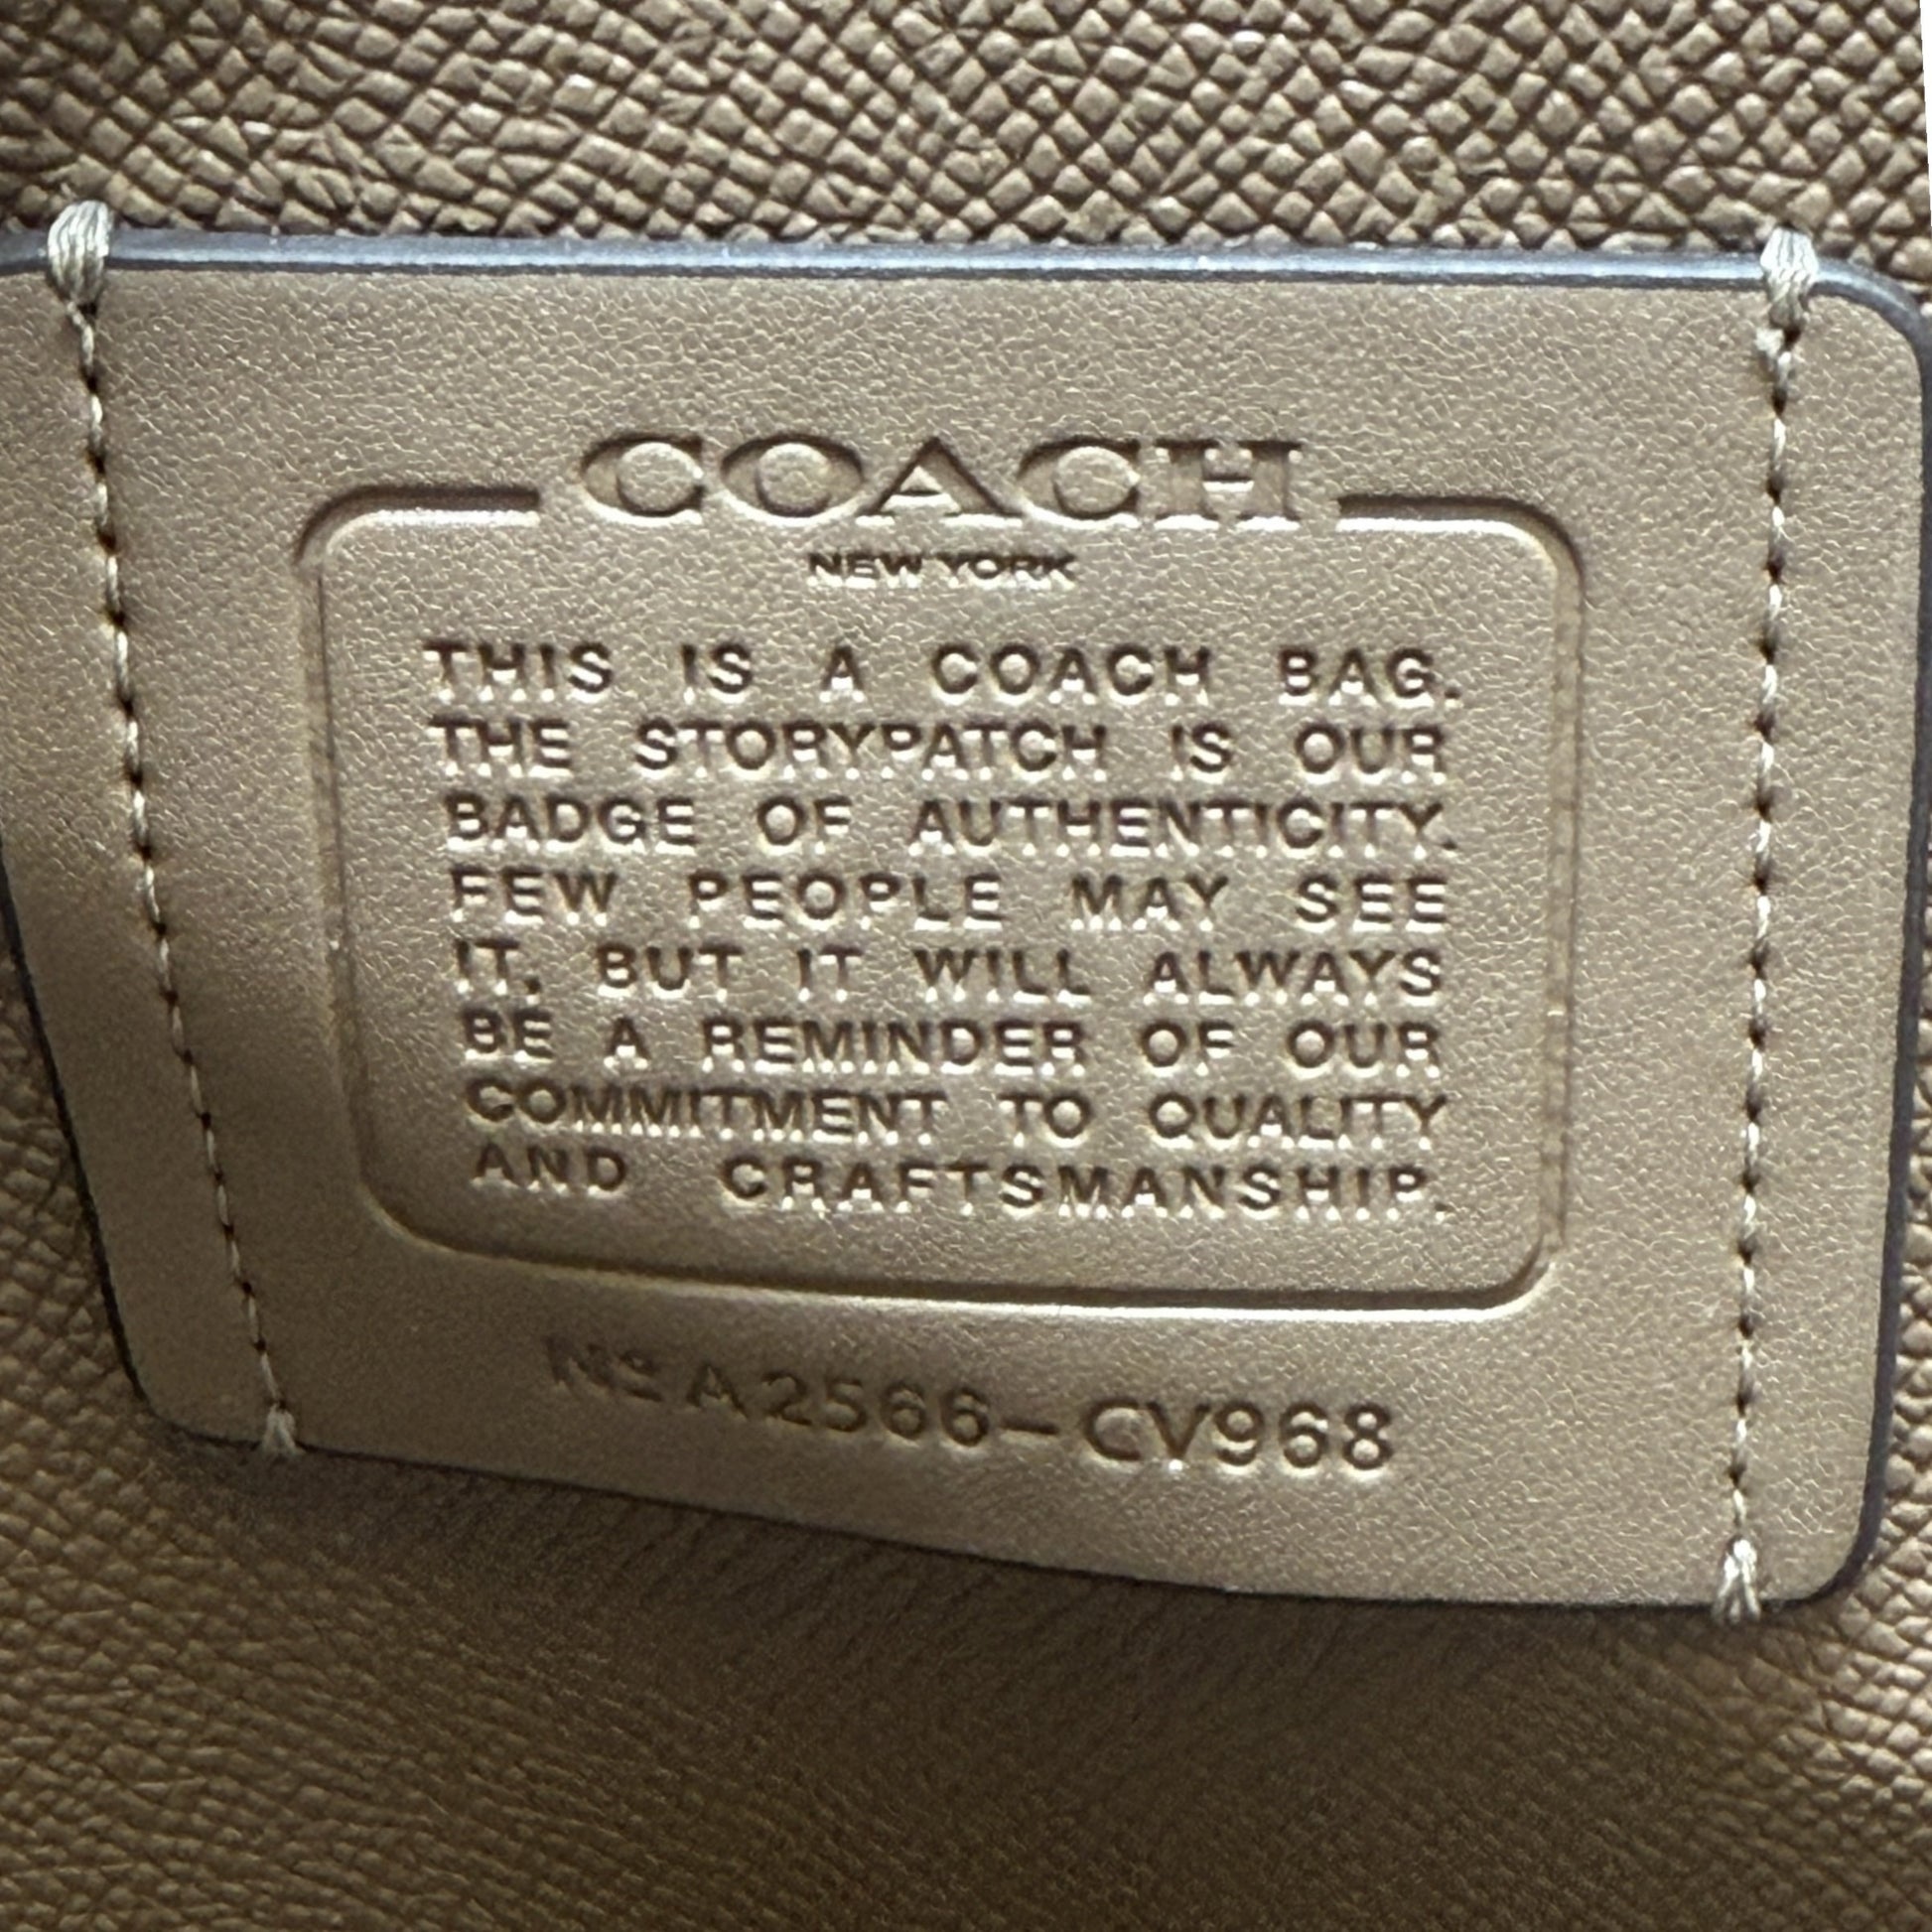 COACH
NEW YORK
THIS IS A COACH BAG.
THE STORYPATCH IS OUR
BADGE OF AUTHENTICITY.
FEW PEOPLE MAY SEE
IT. BUT IT WILL ALWAYS
BE A REMINDER OF OUR
COMMITMENT TO QUALITY
AND CRAFTSMANSHIP.
Nº A2566-CV968